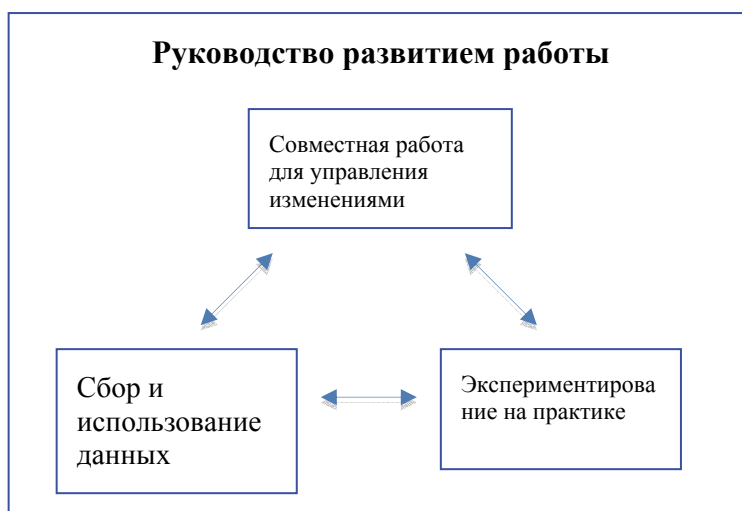 Руководство развитием работы
Совместная работа
для управления
изменениями
Сбор и
использование
данных
Экспериментирова
ние на практике